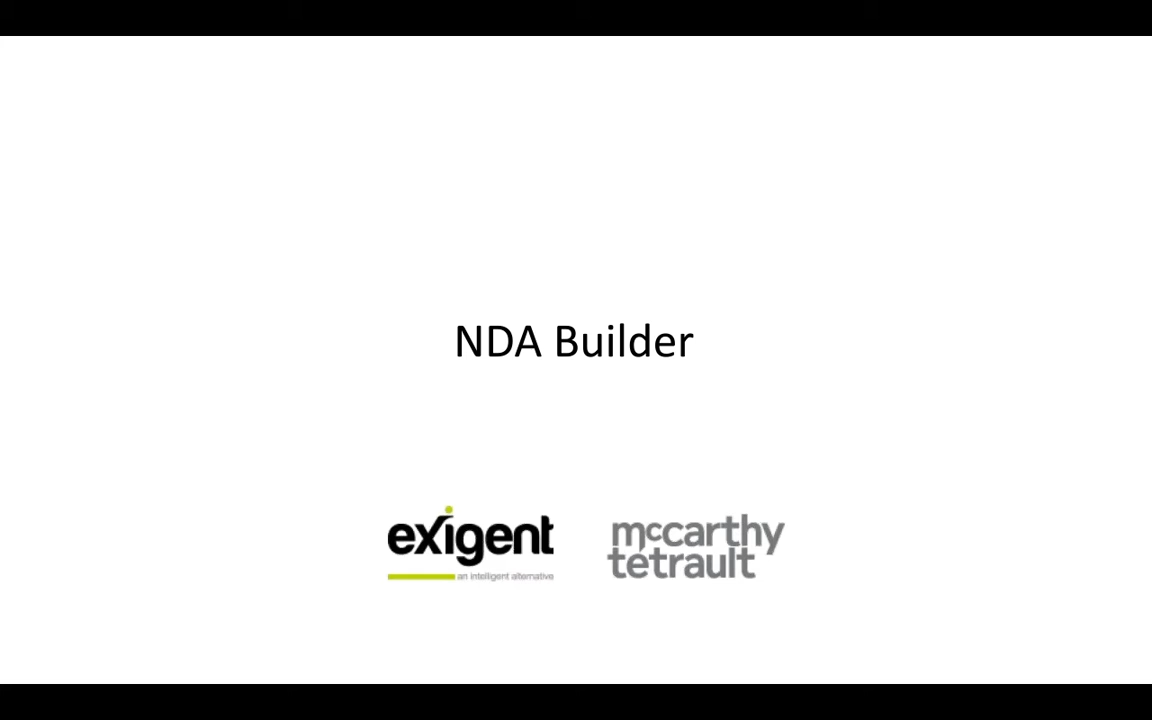 NDA Builder
exigent
an intelligent alternative
mccarthy
tetrault